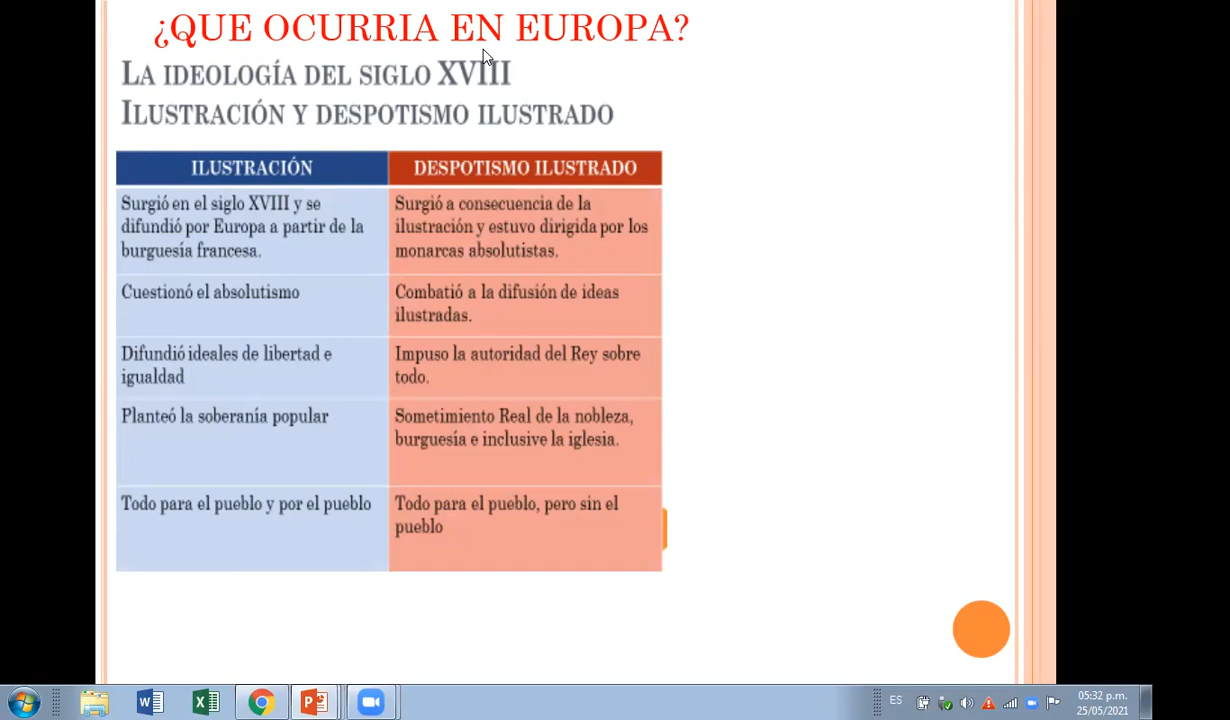 ¿QUE OCURRIA EN EUROPA?
LA IDEOLOGÍA DEL SIGLO XVIII
ILUSTRACIÓN Y DESPOTISMO ILUSTRADO
ILUSTRACIÓN
DESPOTISMO ILUSTRADO
Surgió en el siglo XVIII y se
difundió por Europa a partir de la
burguesía francesa.
Surgió a consecuencia de la
ilustración y estuvo dirigida por los
monarcas absolutistas.
Cuestionó el absolutismo
Combatió a la difusión de ideas
ilustradas.
Difundió ideales de libertad e
igualdad
Impuso la autoridad del Rey sobre
todo.
Planteó la soberanía popular
Sometimiento Real de la nobleza,
burguesía e inclusive la iglesia.
Todo para el pueblo y por el pueblo
Todo para el pueblo, pero sin el
pueblo
ES
05:32 p.m.
25/05/2021